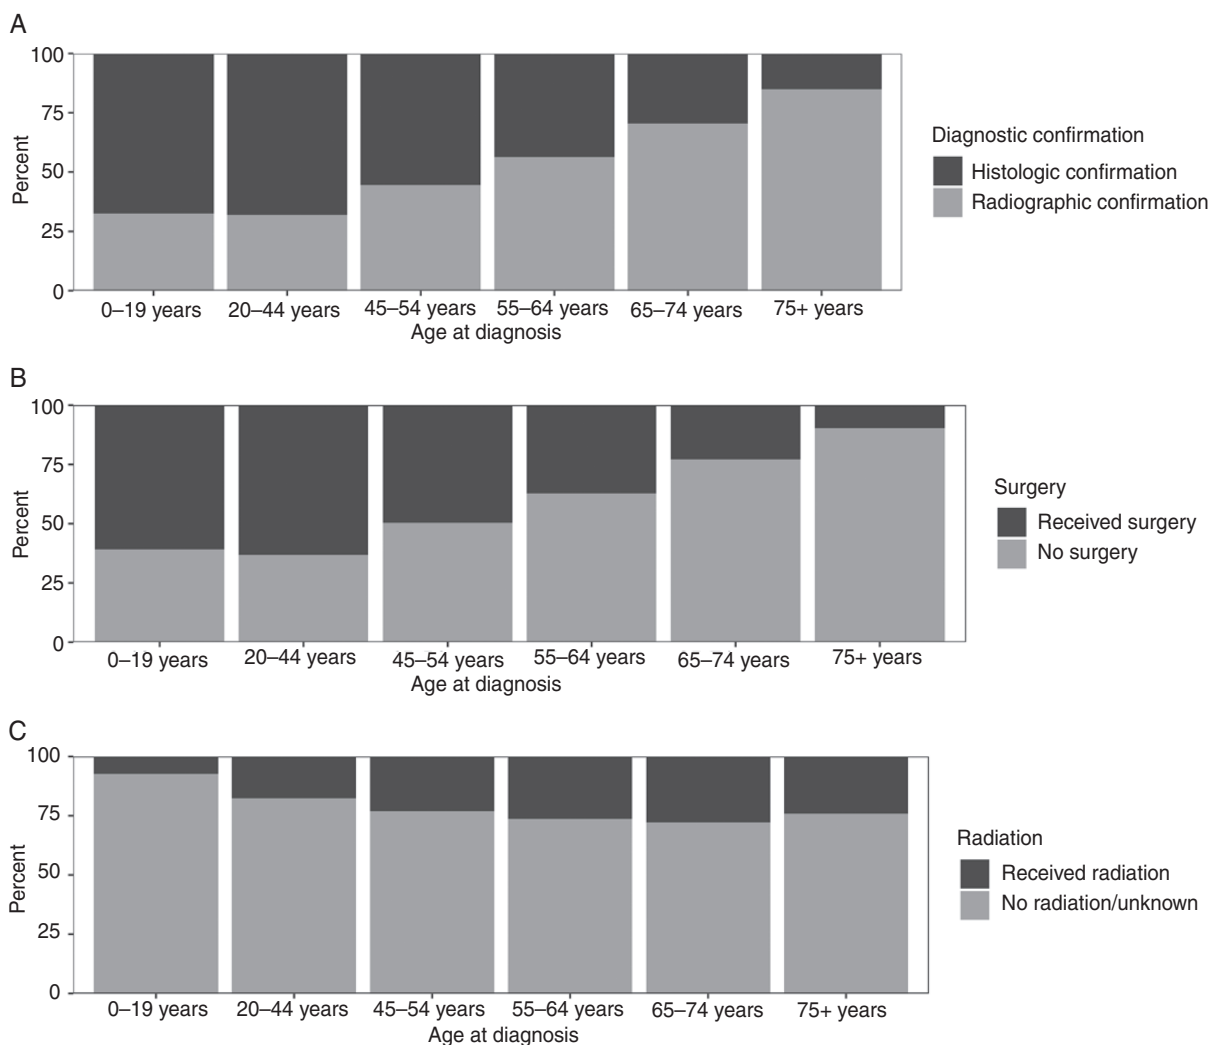 A
100
75
50
25
0
Percent
0–19 years 20–44 years 45–54 years 55–64 years 65–74 years 75+ years
Age at diagnosis
Diagnostic confirmation
Histologic confirmation
Radiographic confirmation
B
100
75
50
25
0
Percent
0–19 years 20–44 years 45–54 years 55–64 years 65–74 years 75+ years
Age at diagnosis
Surgery
Received surgery
No surgery
C
100
75
50
25
0
Percent
0–19 years 20–44 years 45–54 years 55–64 years 65–74 years 75+ years
Age at diagnosis
Radiation
Received radiation
No radiation/unknown